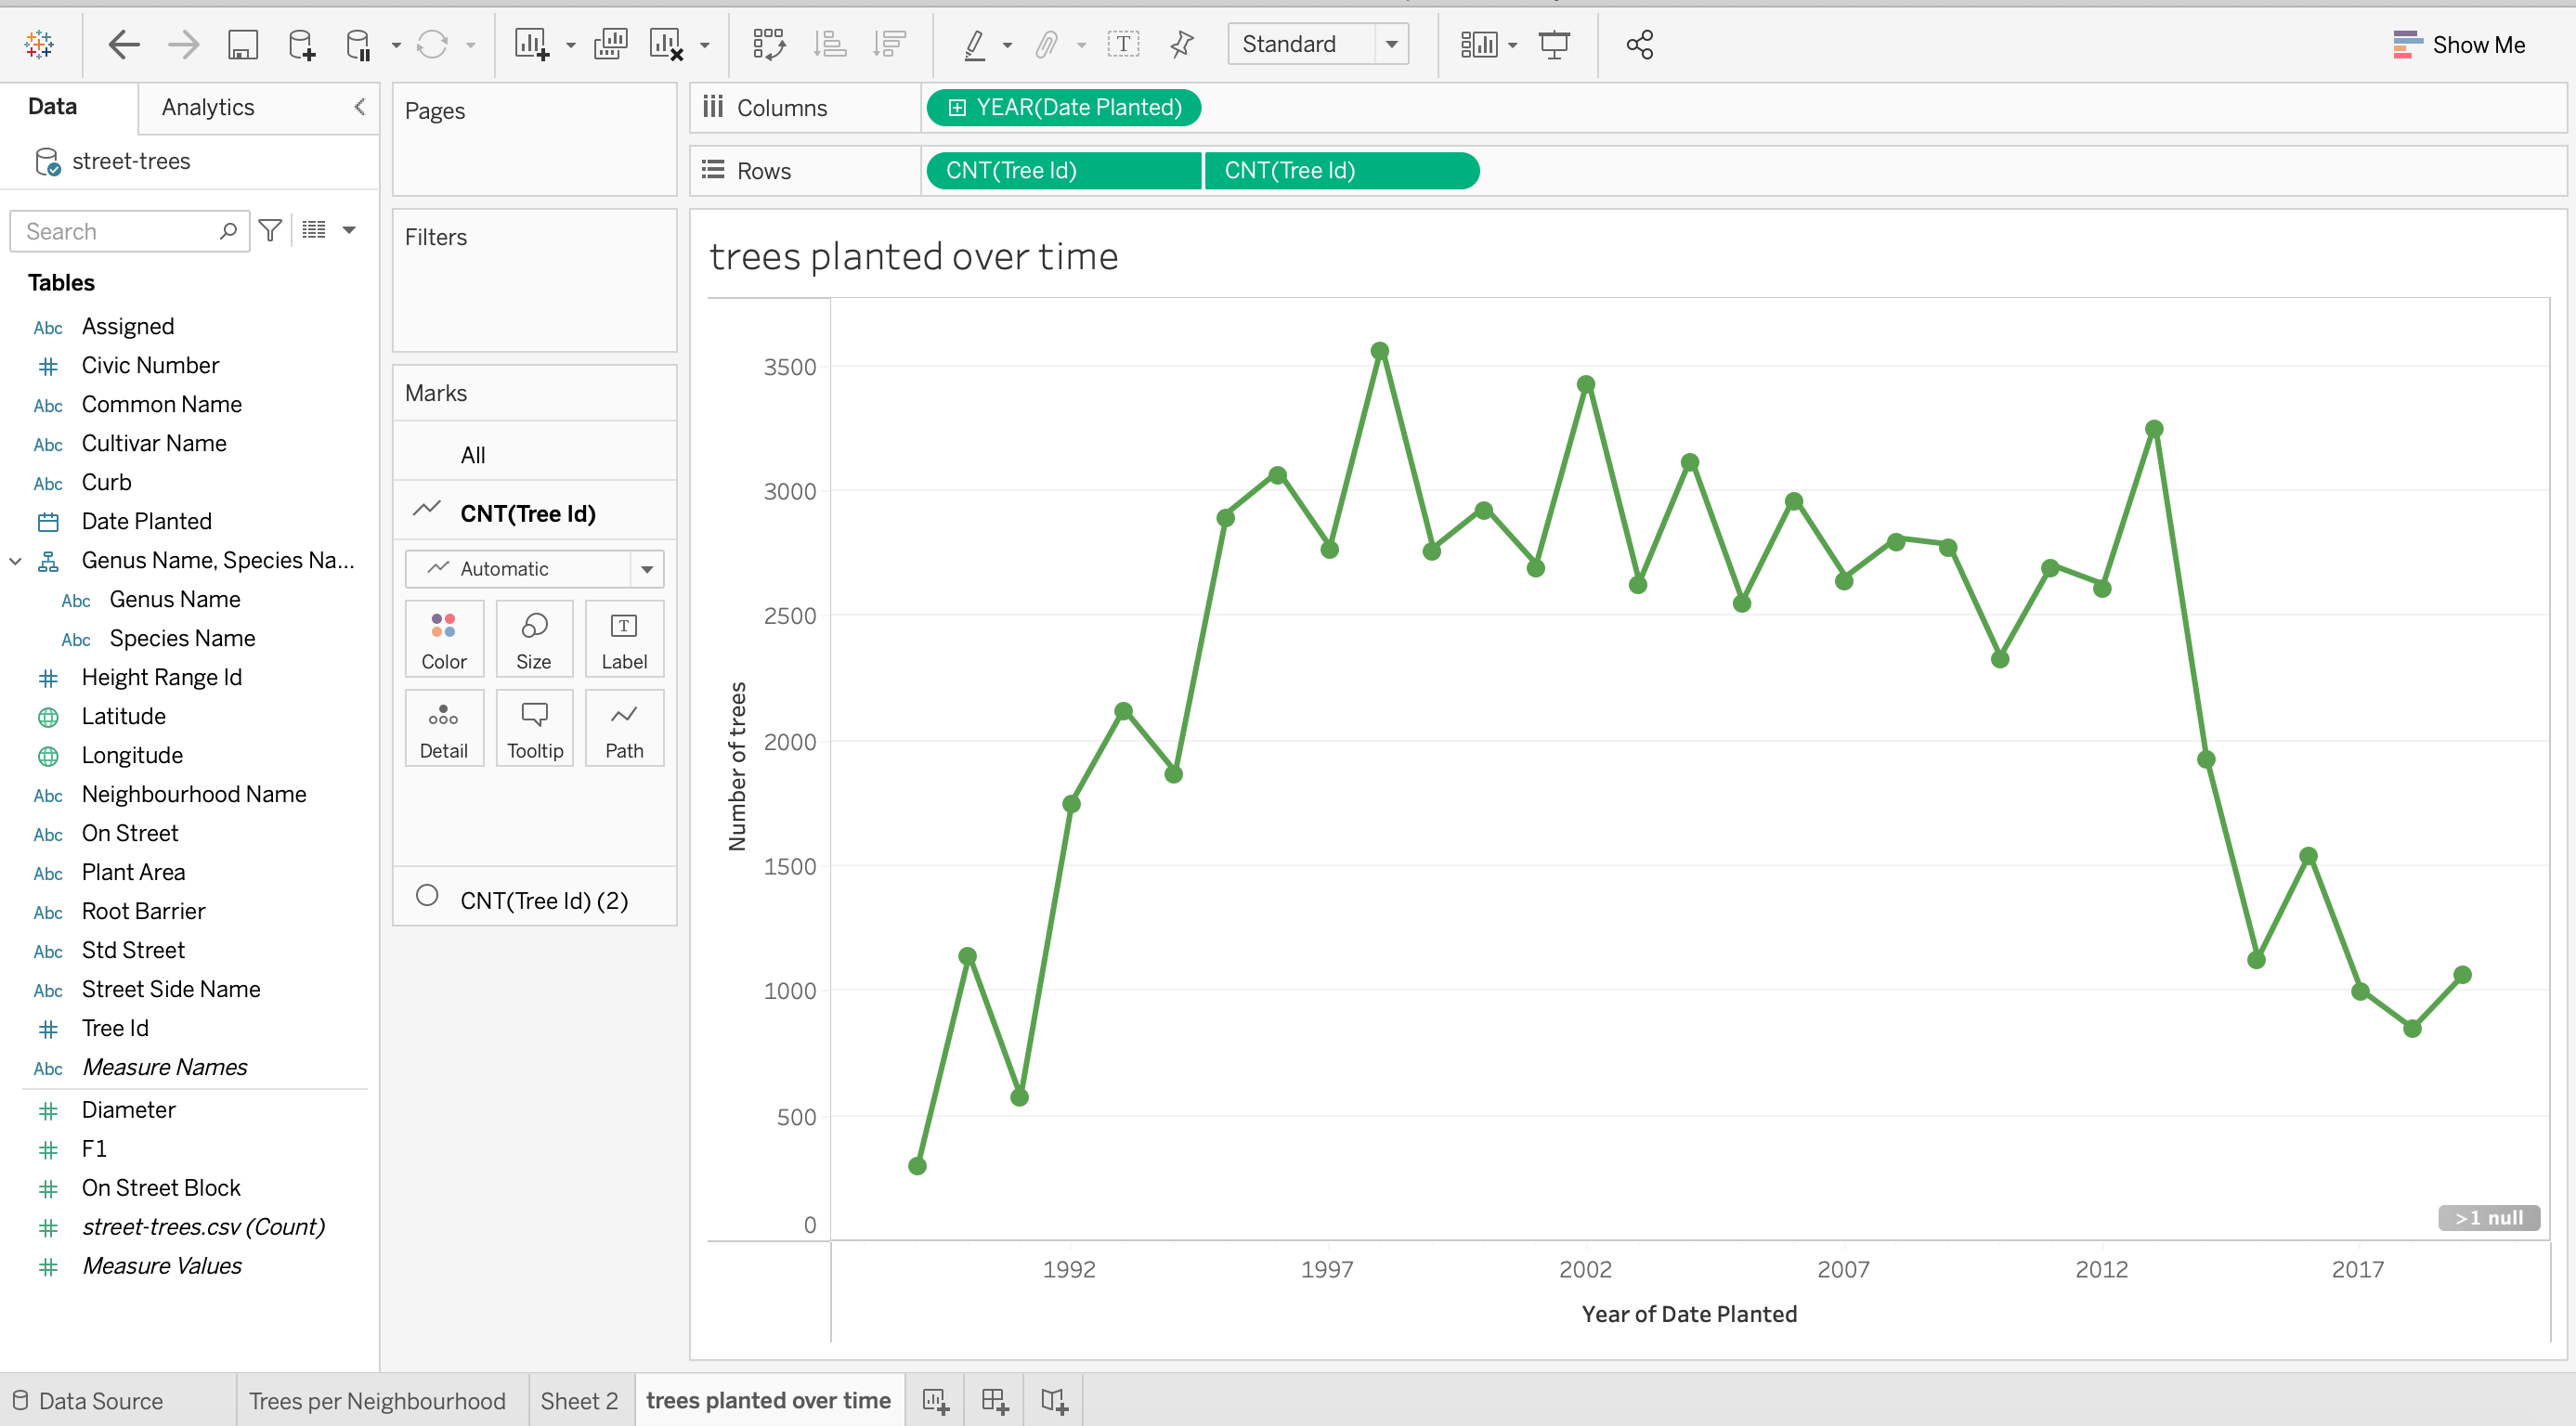 Standard
Show Me
Data
Analytics
Pages
Columns
YEAR(Date Planted)
street-trees
Rows
CNT(Tree Id)
CNT(Tree Id)
Search
Filters
trees planted over time
Tables
Abc Assigned
Civic Number
Abc Common Name
Abc Cultivar Name
Abc Curb
Date Planted
Genus Name, Species Na...
Abc Genus Name
Abc Species Name
Height Range Id
Latitude
Longitude
Abc Neighbourhood Name
Abc On Street
Abc Plant Area
Abc Root Barrier
Abc Std Street
Abc Street Side Name
Tree Id
Abc Measure Names
Diameter
F1
On Street Block
street-trees.csv (Count)
Measure Values
Marks
All
CNT(Tree Id)
Automatic
Color
Size
Label
Detail
Tooltip
Path
CNT(Tree Id) (2)
Number of trees
3500
3000
2500
2000
1500
1000
500
0
>1 null
1992
1997
2002
2007
2012
2017
Year of Date Planted
Data Source
Trees per Neighbourhood
Sheet 2
trees planted over time